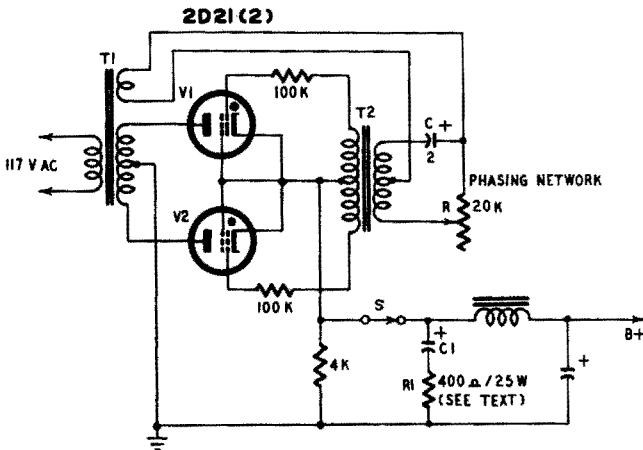 2D21(2)
T1
V1
100K
T2
C +
2
117 V AC
PHASING NETWORK
R 20K
V2
100K
S
+
C1
B+
+
4K
R1 400 Ω/25W
(SEE TEXT)